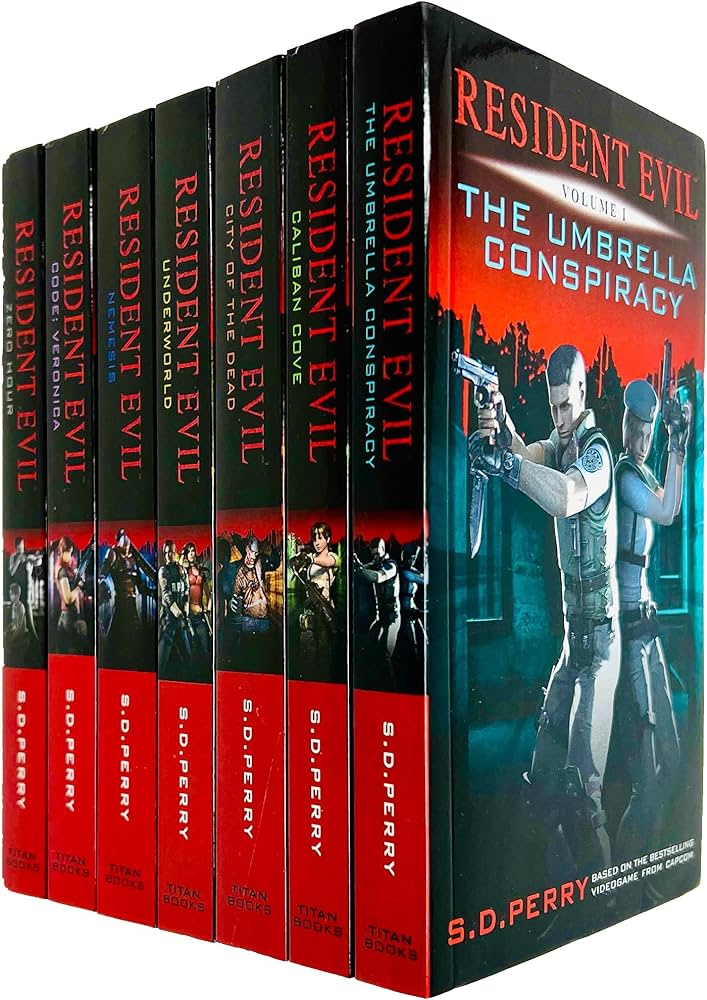 RESIDENT EVIL
ZERO HOUR
S.D.PERRY
TITAN
BOOKS
RESIDENT EVIL
CODE: VERONICA
S.D.PERRY
TITAN
BOOKS
RESIDENT EVIL
NEMESIS
S.D.PERRY
TITAN
BOOKS
RESIDENT EVIL
UNDERWORLD
S.D.PERRY
TITAN
BOOKS
RESIDENT EVIL
CITY OF THE DEAD
S.D.PERRY
TITAN
BOOKS
RESIDENT EVIL
CALIBAN COVE
S.D.PERRY
TITAN
BOOKS
RESIDENT EVIL
THE UMBRELLA CONSPIRACY
S.D.PERRY
TITAN
BOOKS
RESIDENT EVIL™
VOLUME I
THE UMBRELLA
CONSPIRACY
S.D.PERRY
BASED ON THE BESTSELLING
VIDEOGAME FROM CAPCOM